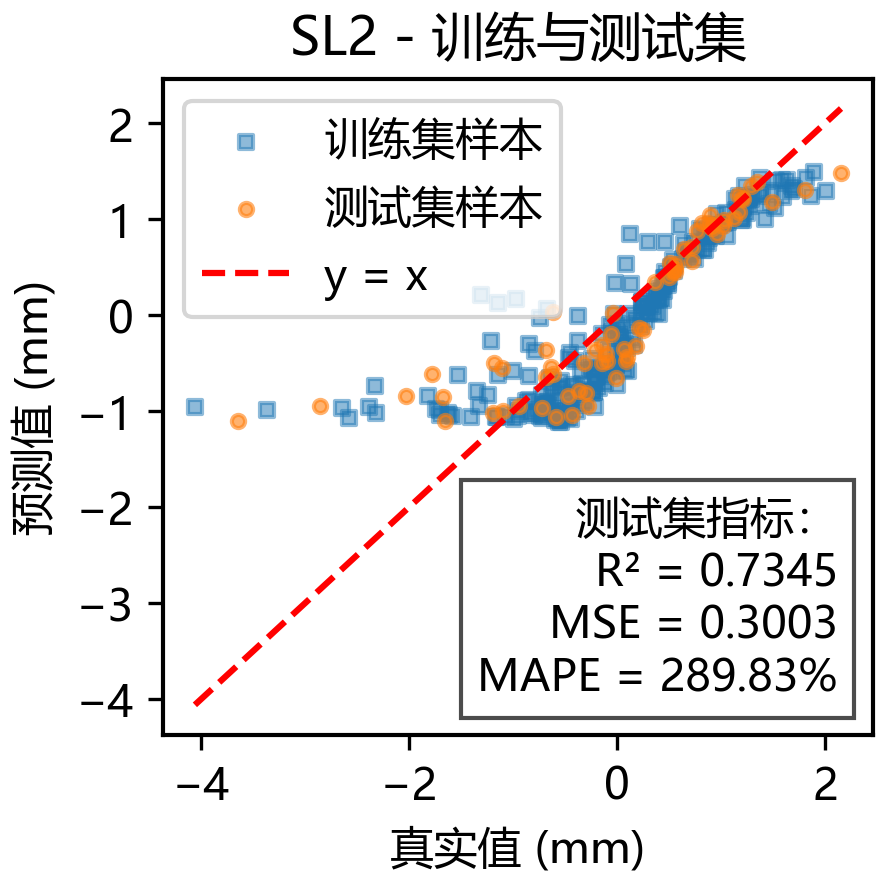 SL2 - 训练与测试集
训练集样本
测试集样本
y = x
2
1
0
−1
−2
−3
−4
预测值 (mm)
测试集指标：
R² = 0.7345
MSE = 0.3003
MAPE = 289.83%
−4
−2
0
2
真实值 (mm)